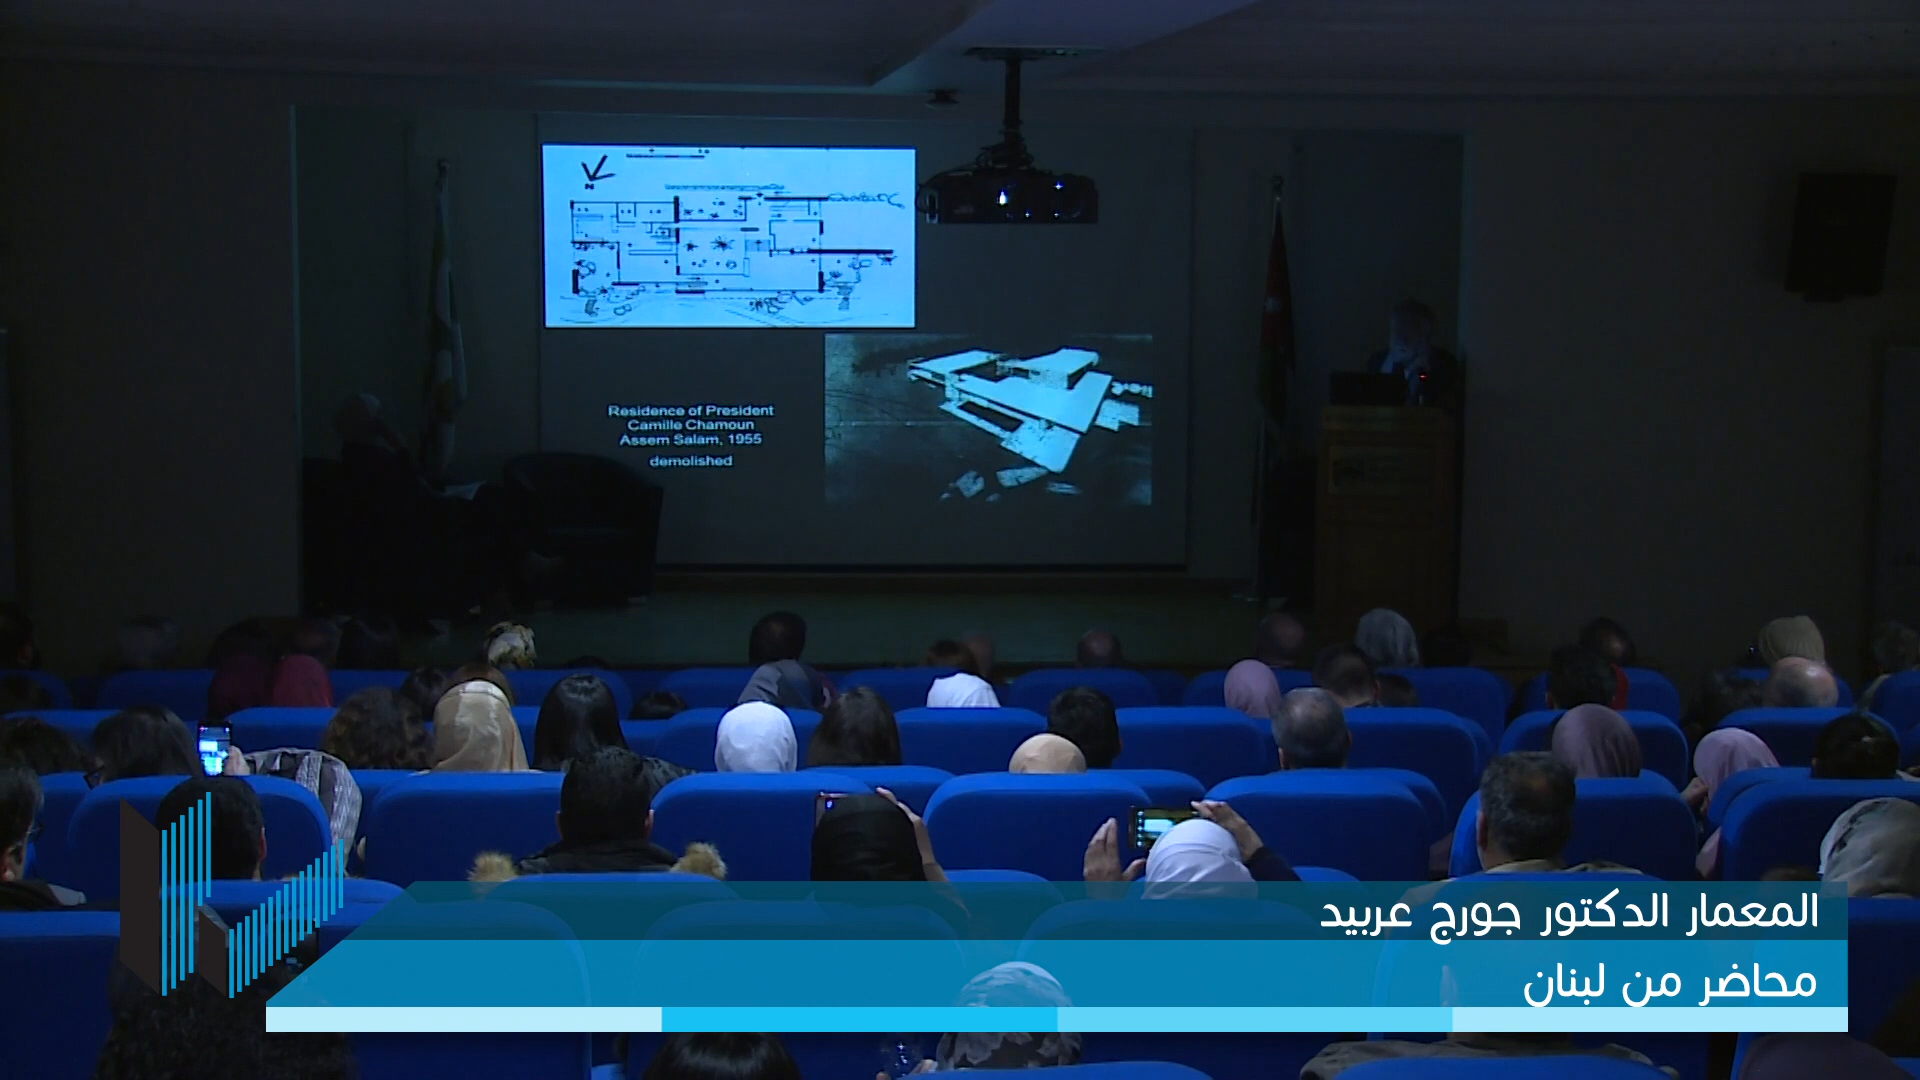 N
Residence of President
Camille Chamoun
Assem Salam, 1955
demolished
المعمار الدكتور جورج عربيد
محاضر من لبنان